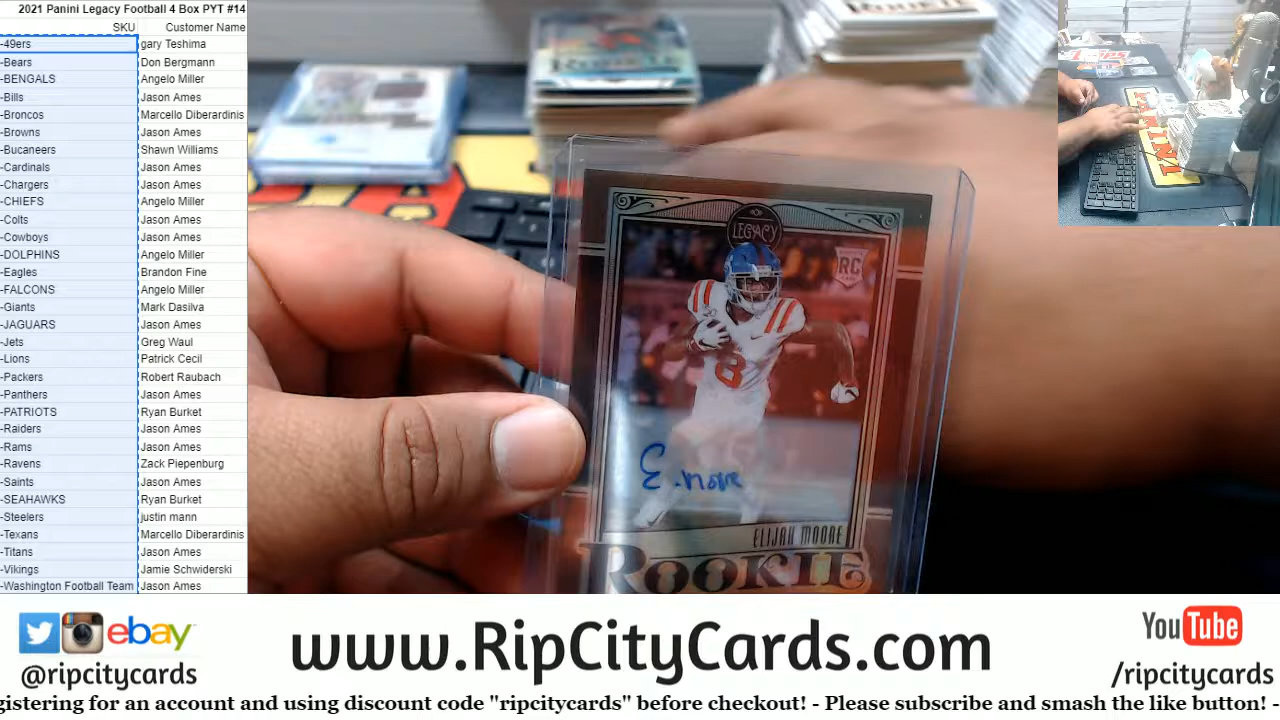 2021 Panini Legacy Football 4 Box PYT #14
SKU Customer Name
-49ers gary Teshima
-Bears Don Bergmann
-BENGALS Angelo Miller
-Bills Jason Ames
-Broncos Marcello Diberardinis
-Browns Jason Ames
-Bucaneers Shawn Williams
-Cardinals Jason Ames
-Chargers Jason Ames
-CHIEFS Angelo Miller
-Colts Jason Ames
-Cowboys Jason Ames
-DOLPHINS Angelo Miller
-Eagles Brandon Fine
-FALCONS Angelo Miller
-Giants Mark Dasilva
-JAGUARS Jason Ames
-Jets Greg Waul
-Lions Patrick Cecil
-Packers Robert Raubach
-Panthers Jason Ames
-PATRIOTS Ryan Burket
-Raiders Jason Ames
-Rams Jason Ames
-Ravens Zack Piepenburg
-Saints Jason Ames
-SEAHAWKS Ryan Burket
-Steelers justin mann
-Texans Marcello Diberardinis
-Titans Jason Ames
-Vikings Jamie Schwiderski
-Washington Football Team Jason Ames
ROOKIE
PANINI
LEGACY
RC
8
E. moore
ELIJAH MOORE
ROOKIE
ebay
@ripcitycards
www.RipCityCards.com
YouTube
/ripcitycards
gistering for an account and using discount code "ripcitycards" before checkout! - Please subscribe and smash the like button! -